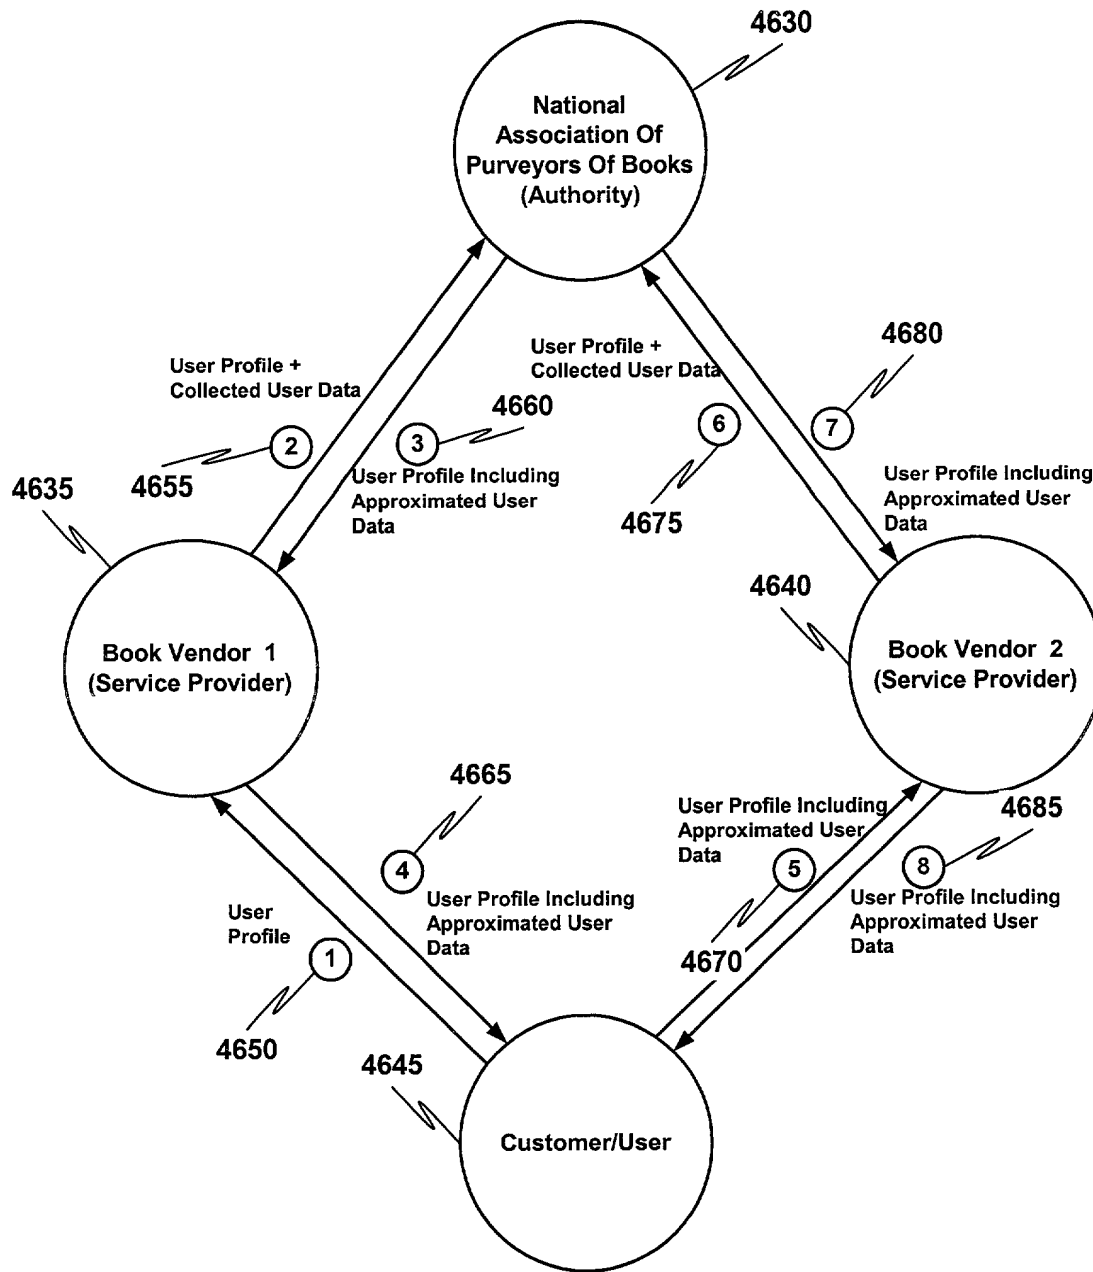 4630
National
Association Of
Purveyors Of Books
(Authority)
User Profile +
Collected User Data
2
4655
3
4660
User Profile Including
Approximated User
Data
User Profile +
Collected User Data
6
4675
4680
7
User Profile Including
Approximated User
Data
4635
Book Vendor 1
(Service Provider)
4640
Book Vendor 2
(Service Provider)
4665
4
User Profile Including
Approximated User
Data
User
Profile
1
4650
User Profile Including
Approximated User
Data
5
4670
4685
8
User Profile Including
Approximated User
Data
4645
Customer/User